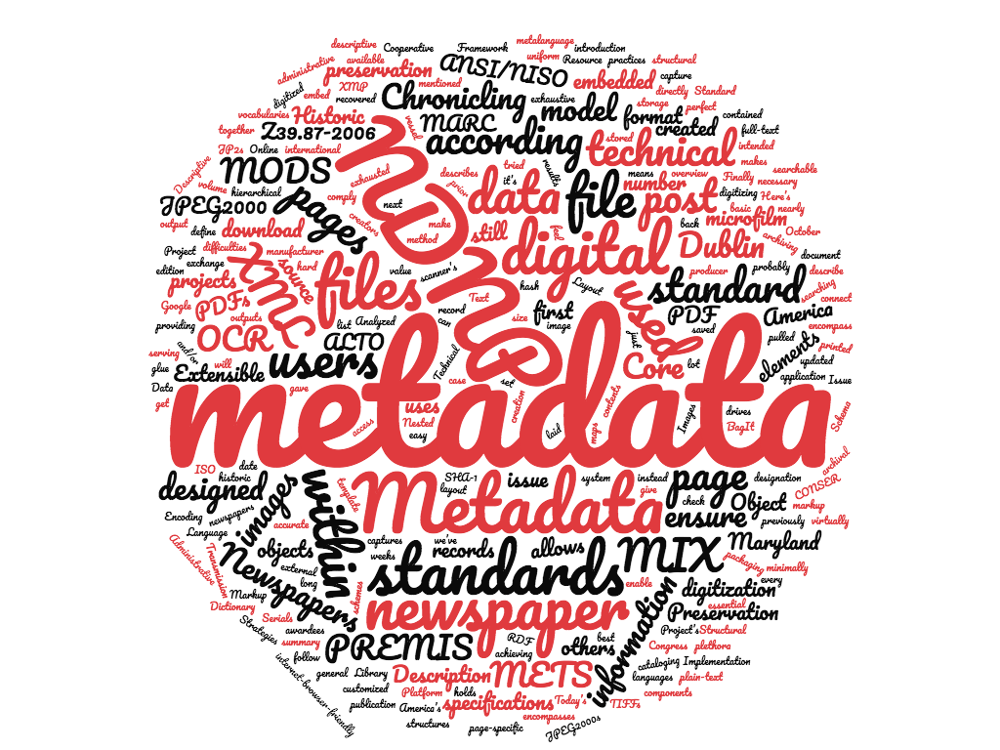 descriptive
Cooperative
Framework
metalanguage
introduction
available
uniform
Resource
practices
structural
administrative
preservation
ANSI/NISO
embedded
capture
XMP
mentioned
directly
Standard
digitized
embed
recovered
Chronicling
exhaustive
model
storage
perfect
vocabularies
Historic
vessel
MARC
format
contained
together
Z39.87-2006
NDNP
according
created
full-text
stored
technical
intended
JP2s
Online
international
results
makes
Descriptive
MODS
exhausted
describes
tried
means
overview
Finally
searchable
volume
hierarchical
comply
prior
it's
data
file
number
necessary
JPEG2000
pages
next
post
digitizing
Here's
creators
make
basic
nearly
output
define
download
method
still
feel
digital
back
microfilm
October
Project
difficulties
manufacturer
Dublin
archiving
document
edition
exchange
XML
source
hard
files
value
scanner's
hash
Layout
used
producer
probably
describe
projects
standard
searching
Google
PDFs
Text
connect
providing
outputs
list
Analyzed
record
size
first
PDF
America
encompass
OCR
can
image
saved
ALTO
just
pulled
printed
and/or
elements
serving
will
users
Technical
Core
lot
updated
glue
Extensible
case
set
application
Issue
Data
gave
metadata
get
uses
creation
contents
drives
Schema
access
Nested
easy
laid
maps
Images
BagIt
ISO
date
archival
historic
template
SHA-1
issue
system
instead
page
designation
CONSER
designed
images
within
Metadata
layout
give
check
Object
markup
Encoding
newspapers
ensure
previously
virtually
Language
accurate
captures
we've
Administrative
objects
weeks
records
allows
MIX
Maryland
Transmission
Newspapers
external
standards
packaging
minimally
long
enable
every
Markup
schemes
information
digitization
essential
Dictionary
Serials
newspaper
Preservation
Strategies
awardees
RDF
best
Project's
Structural
summary
PREMIS
achieving
others
Congress
plethora
internet-browser-friendly
follow
cataloging
Implementation
general
Library
Description
METS
languages
plain-text
customized
Platform
holds
components
publication
America's
specifications
Today's
TIFFs
structures
page-specific
encompasses
JPEG2000s